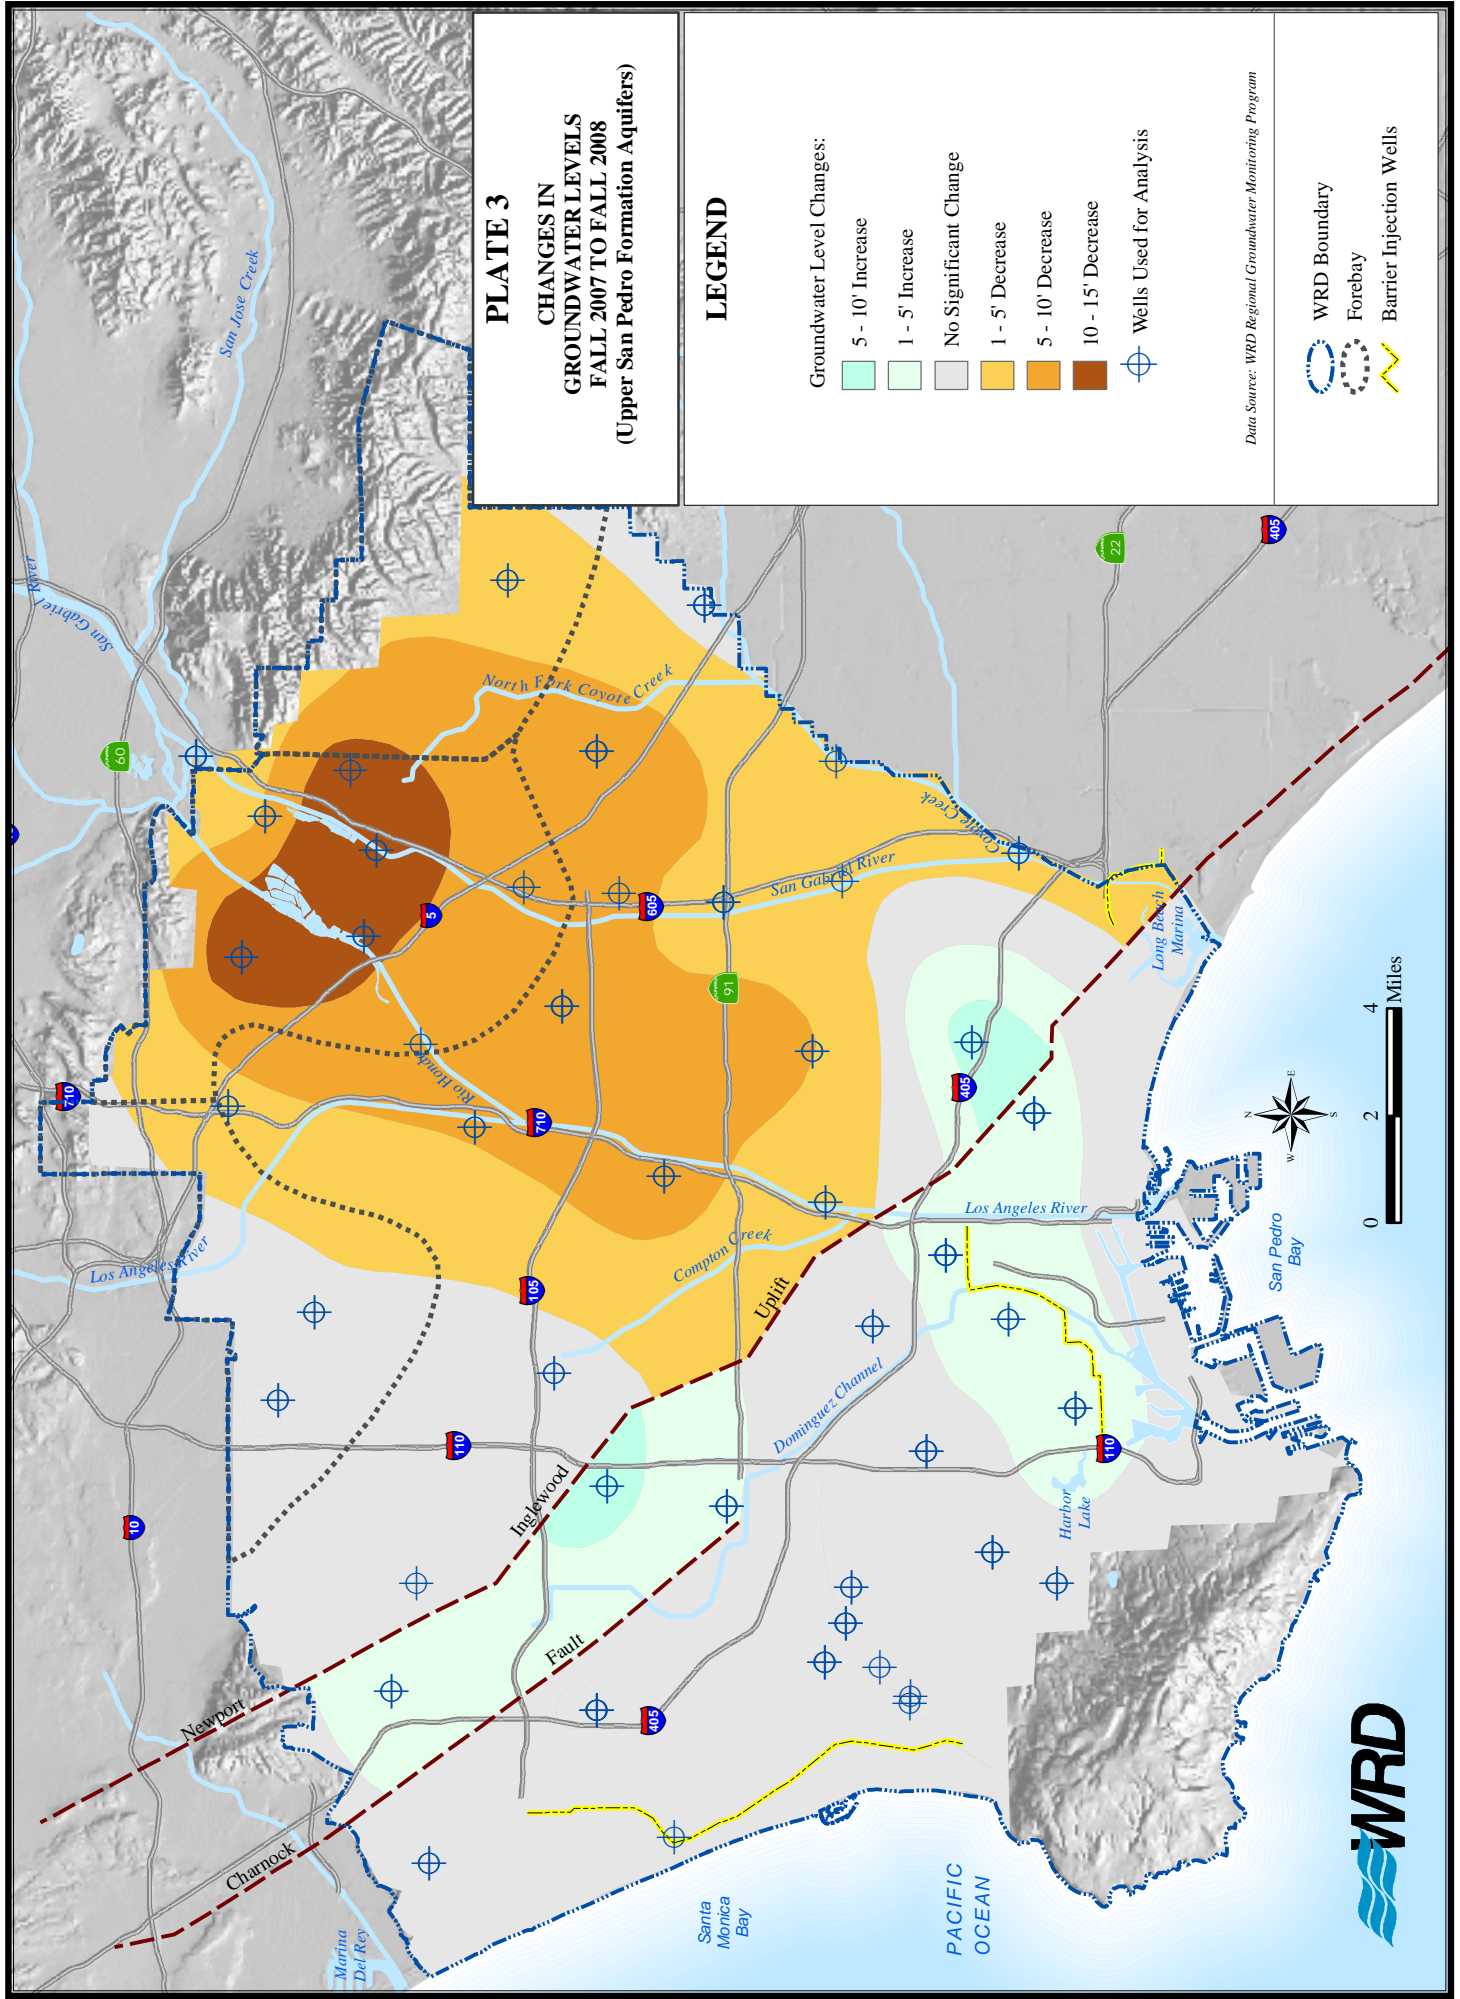 PLATE 3
CHANGES IN
GROUNDWATER LEVELS
FALL 2007 TO FALL 2008
(Upper San Pedro Formation Aquifers)
LEGEND
Groundwater Level Changes:
5 - 10' Increase
1 - 5' Increase
No Significant Change
1 - 5' Decrease
5 - 10' Decrease
10 - 15' Decrease
Wells Used for Analysis
Data Source: WRD Regional Groundwater Monitoring Program
WRD Boundary
Forebay
Barrier Injection Wells
San Jose Creek
San Gabriel River
60
710
10
Los Angeles River
Rio Hondo
5
605
North Fork Coyote Creek
San Gabriel River
Coyote Creek
22
405
91
710
105
110
Compton Creek
Newport
Inglewood
Uplift
Charnock
Fault
405
Dominguez Channel
405
Los Angeles River
Long Beach
Marina
Harbor
Lake
110
San Pedro
Bay
Marina
Del Rey
Santa
Monica
Bay
PACIFIC
OCEAN
N
E
S
W
0
2
4
Miles
WRD